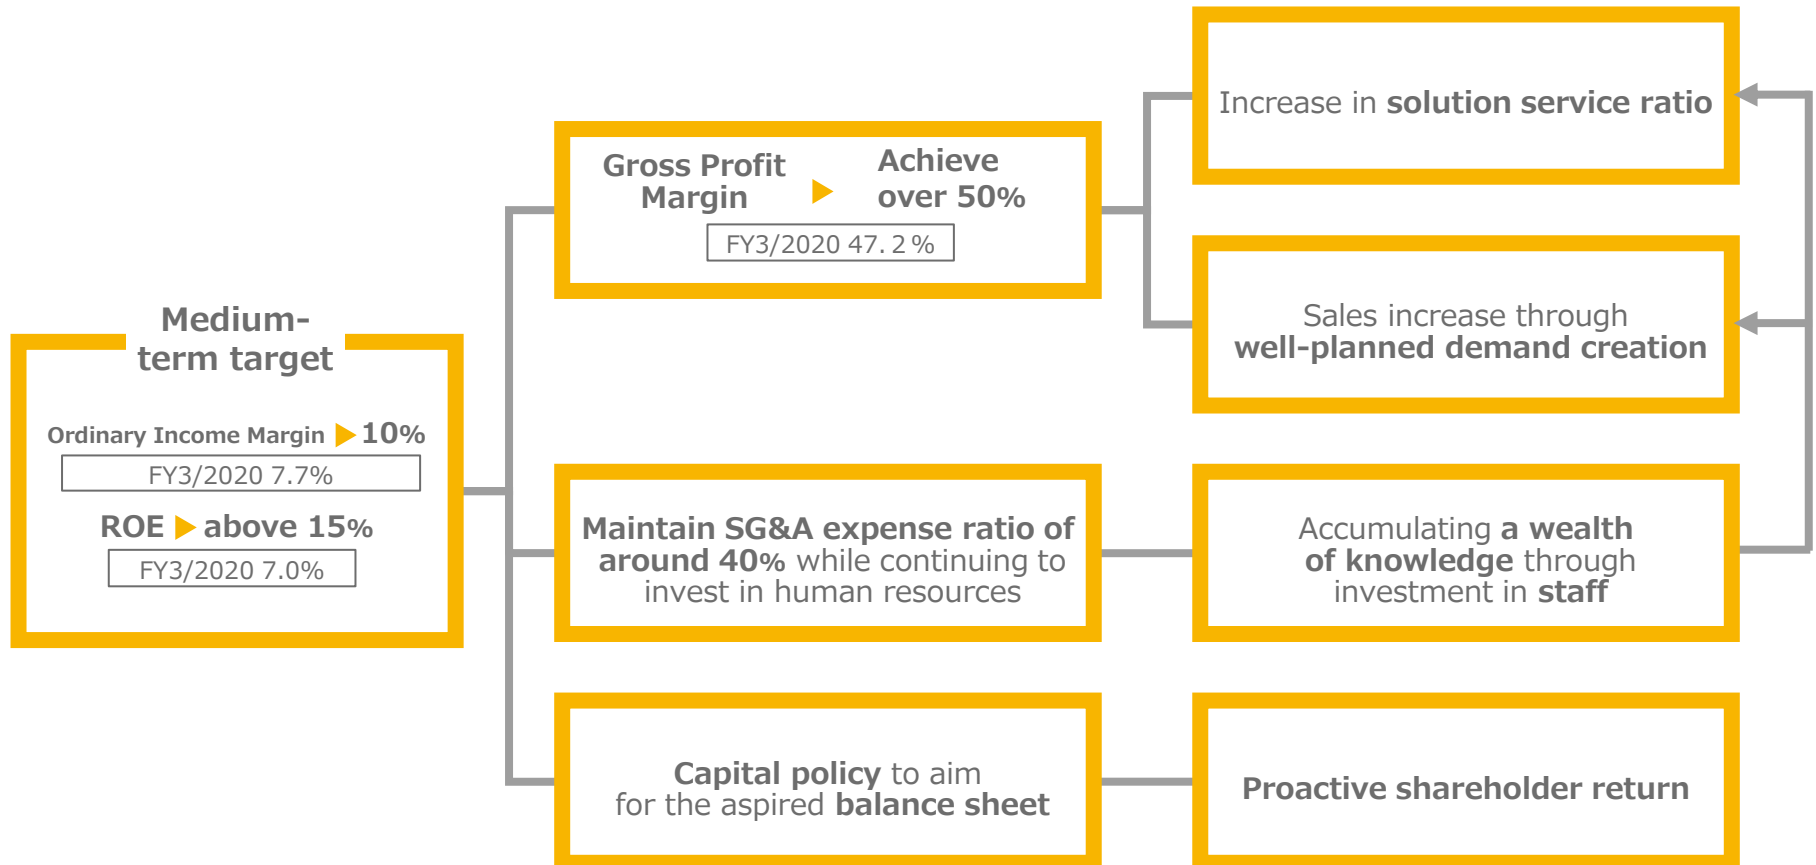 Medium-
term target
Ordinary Income Margin ▶ 10%
FY3/2020 7.7%
ROE ▶ above 15%
FY3/2020 7.0%
Gross Profit
Margin
▶
Achieve
over 50%
FY3/2020 47.2%
Increase in solution service ratio
Sales increase through
well-planned demand creation
Maintain SG&A expense ratio of
around 40% while continuing to
invest in human resources
Accumulating a wealth
of knowledge through
investment in staff
Capital policy to aim
for the aspired balance sheet
Proactive shareholder return